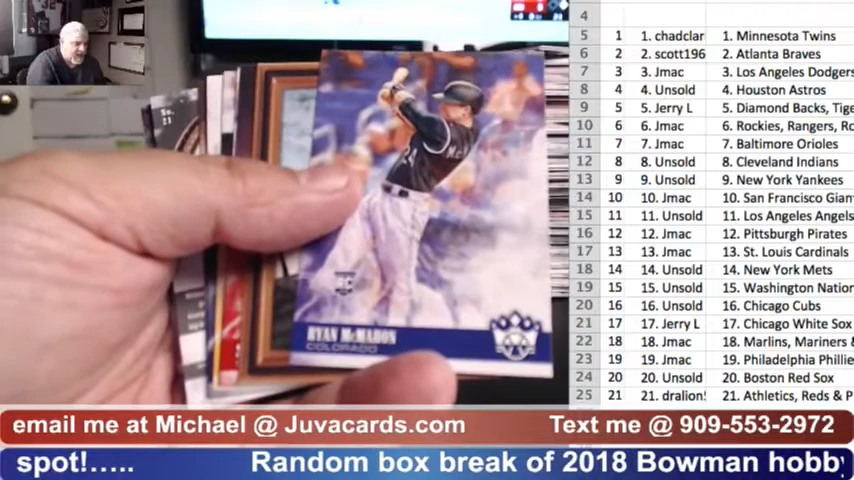 4
5 1 1. chadclar 1. Minnesota Twins
6 2 2. scott196 2. Atlanta Braves
7 3 3. Jmac 3. Los Angeles Dodgers
8 4 4. Unsold 4. Houston Astros
9 5 5. Jerry L 5. Diamond Backs, Tige
10 6 6. Jmac 6. Rockies, Rangers, Ro
11 7 7. Jmac 7. Baltimore Orioles
12 8 8. Unsold 8. Cleveland Indians
13 9 9. Unsold 9. New York Yankees
14 10 10. Jmac 10. San Francisco Gian
15 11 11. Unsold 11. Los Angeles Angels
16 12 12. Jmac 12. Pittsburgh Pirates
17 13 13. Jmac 13. St. Louis Cardinals
18 14 14. Unsold 14. New York Mets
19 15 15. Unsold 15. Washington Nation
20 16 16. Unsold 16. Chicago Cubs
21 17 17. Jerry L 17. Chicago White Sox
22 18 18. Jmac 18. Marlins, Mariners &
23 19 19. Jmac 19. Philadelphia Phillie
24 20 20. Unsold 20. Boston Red Sox
25 21 21. dralion! 21. Athletics, Reds & P
No. 21
RC
RYAN McMAHON
COLORADO
email me at Michael @ Juvacards.com Text me @ 909-553-2972
spot!..... Random box break of 2018 Bowman hobby